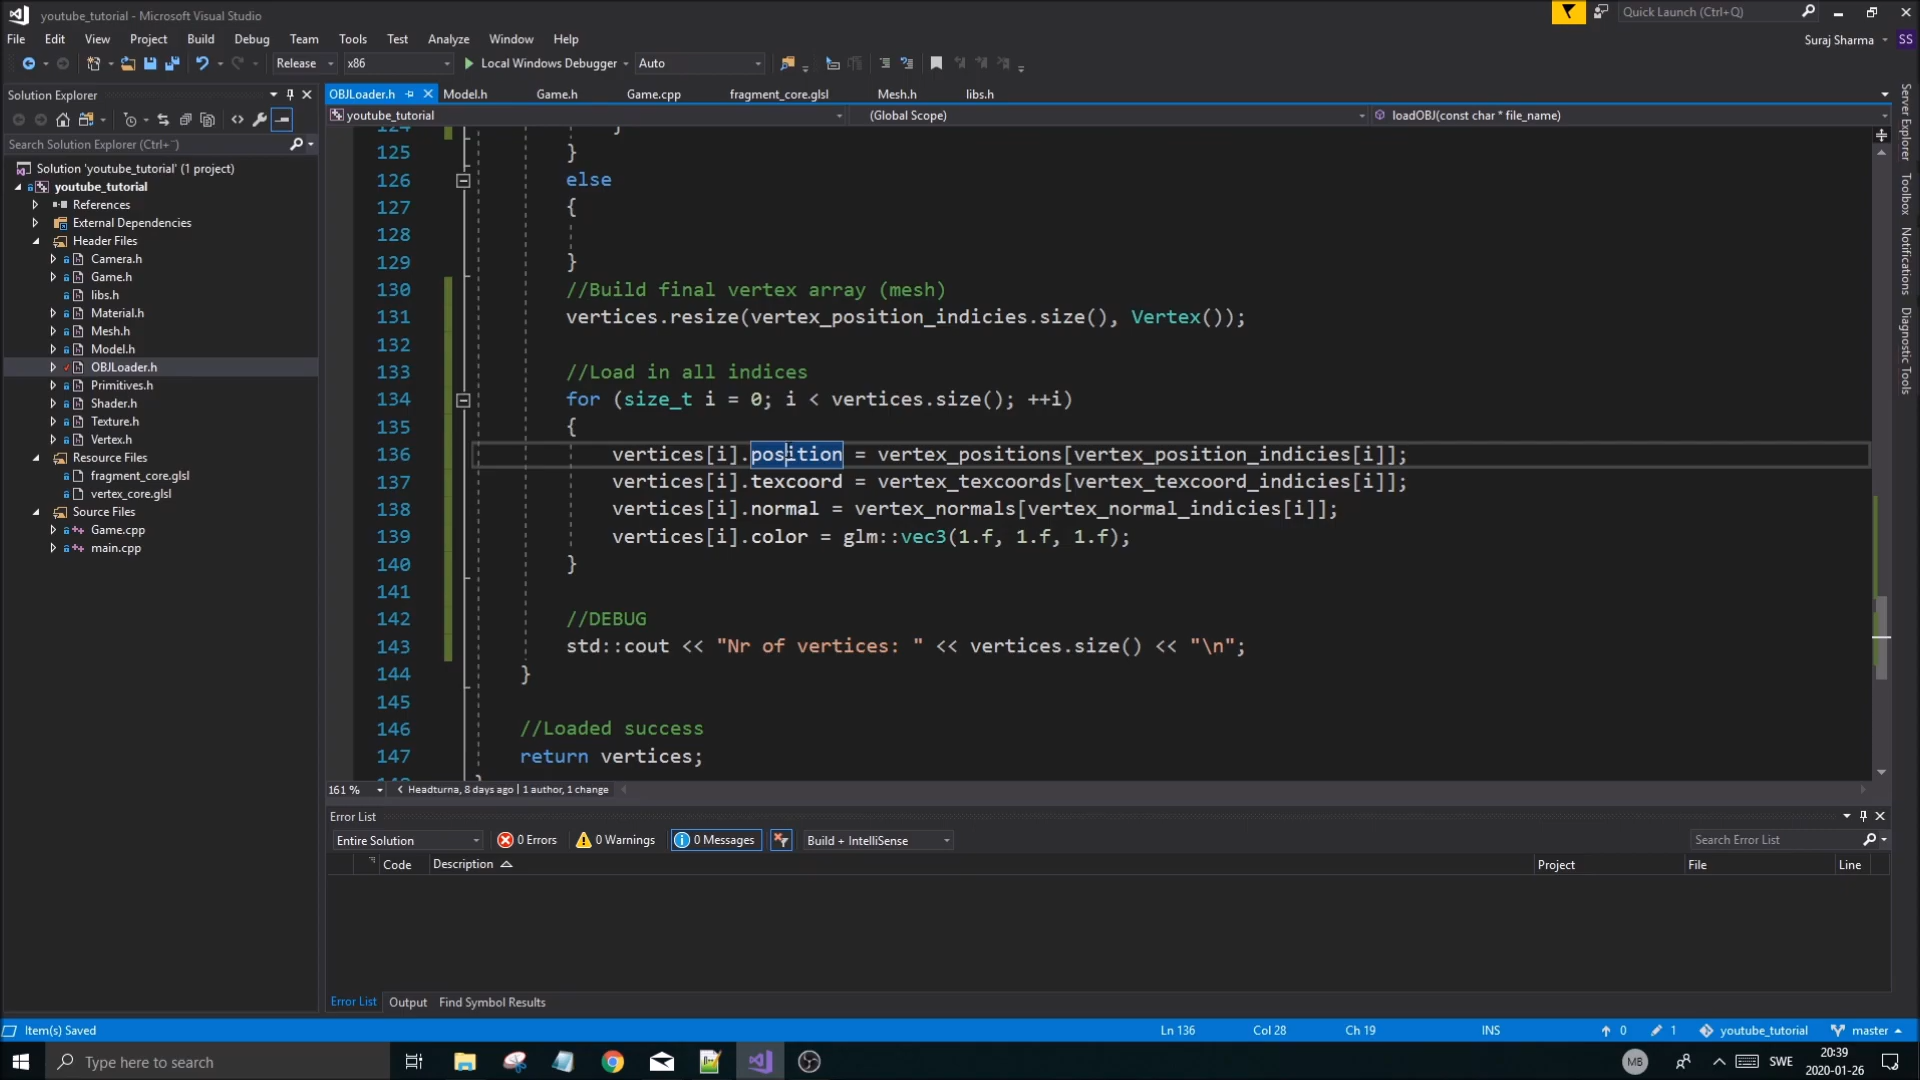 youtube_tutorial - Microsoft Visual Studio
Quick Launch (Ctrl+Q)
File Edit View Project Build Debug Team Tools Test Analyze Window Help
Suraj Sharma SS
Release x86 Local Windows Debugger Auto
Solution Explorer
Search Solution Explorer (Ctrl+¨)
Solution 'youtube_tutorial' (1 project)
youtube_tutorial
References
External Dependencies
Header Files
Camera.h
Game.h
libs.h
Material.h
Mesh.h
Model.h
OBJLoader.h
Primitives.h
Shader.h
Texture.h
Vertex.h
Resource Files
fragment_core.glsl
vertex_core.glsl
Source Files
Game.cpp
main.cpp
OBJLoader.h Model.h Game.h Game.cpp fragment_core.glsl Mesh.h libs.h
youtube_tutorial (Global Scope) loadOBJ(const char * file_name)
124 }
125 }
126 else
127 {
128
129 }
130 //Build final vertex array (mesh)
131 vertices.resize(vertex_position_indicies.size(), Vertex());
132
133 //Load in all indices
134 for (size_t i = 0; i < vertices.size(); ++i)
135 {
136 vertices[i].position = vertex_positions[vertex_position_indicies[i]];
137 vertices[i].texcoord = vertex_texcoords[vertex_texcoord_indicies[i]];
138 vertices[i].normal = vertex_normals[vertex_normal_indicies[i]];
139 vertices[i].color = glm::vec3(1.f, 1.f, 1.f);
140 }
141
142 //DEBUG
143 std::cout << "Nr of vertices: " << vertices.size() << "\n";
144 }
145
146 //Loaded success
147 return vertices;
161 % Headturna, 8 days ago | 1 author, 1 change
Server Explorer
Toolbox
Notifications
Diagnostic Tools
Error List
Entire Solution 0 Errors 0 Warnings 0 Messages Build + IntelliSense Search Error List
Code Description Project File Line
Error List Output Find Symbol Results
Item(s) Saved Ln 136 Col 28 Ch 19 INS 0 1 youtube_tutorial master
Type here to search
MB SWE 20:39
2020-01-26